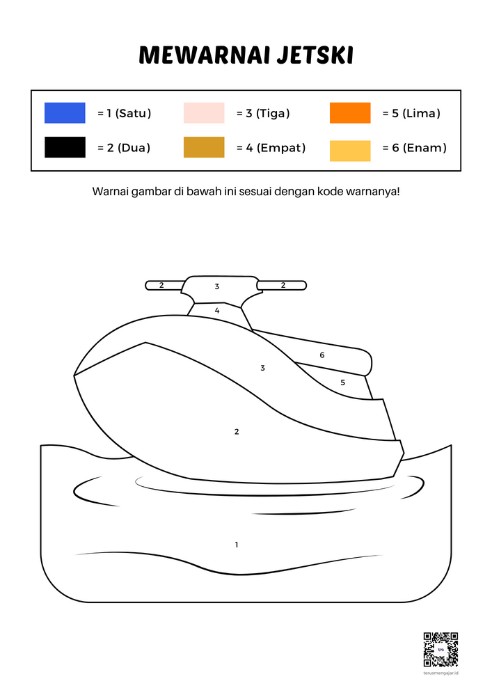 MEWARNAI JETSKI
= 1 (Satu) = 3 (Tiga) = 5 (Lima)
= 2 (Dua) = 4 (Empat) = 6 (Enam)
Warnai gambar di bawah ini sesuai dengan kode warnanya!
2 3 2
4
6
3
5
2
1